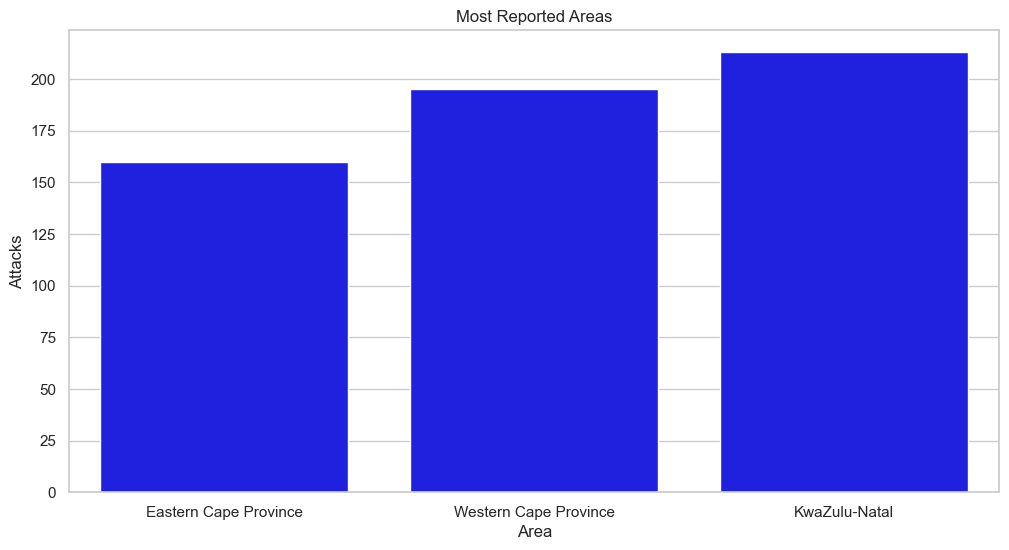 Most Reported Areas
200
175
150
125
100
75
50
25
0
Attacks
Eastern Cape Province
Western Cape Province
KwaZulu-Natal
Area